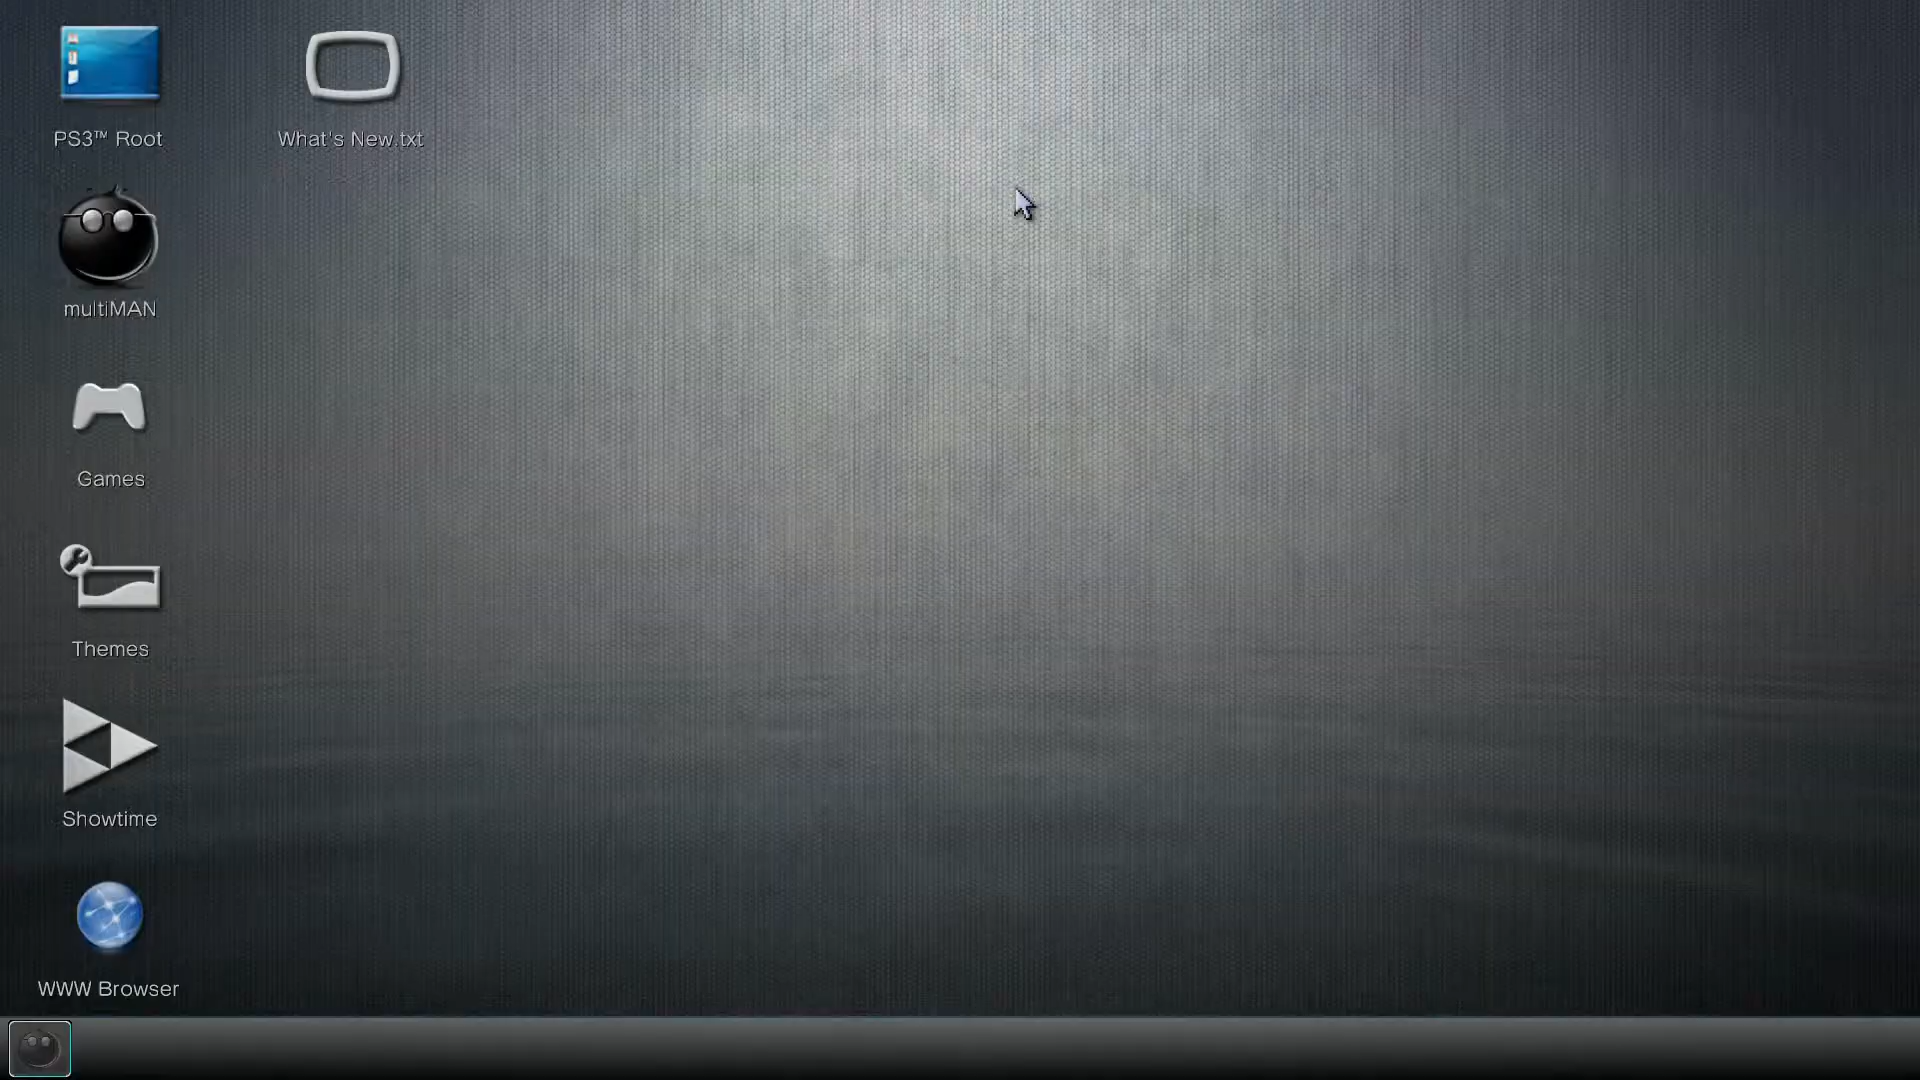 PS3™ Root
What's New.txt
multiMAN
Games
Themes
Showtime
WWW Browser